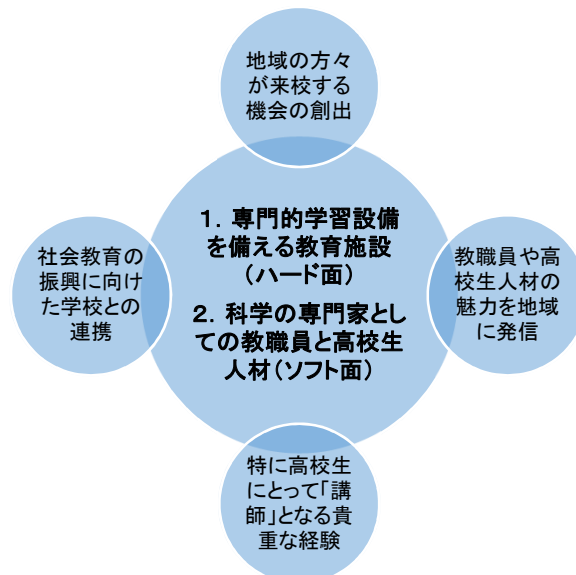 地域の方々
が来校する
機会の創出
1．専門的学習設備
を備える教育施設
（ハード面）
2．科学の専門家とし
ての教職員と高校生
人材（ソフト面）
社会教育の
振興に向け
た学校との
連携
教職員や高
校生人材の
魅力を地域
に発信
特に高校生
にとって「講
師」となる貴
重な経験